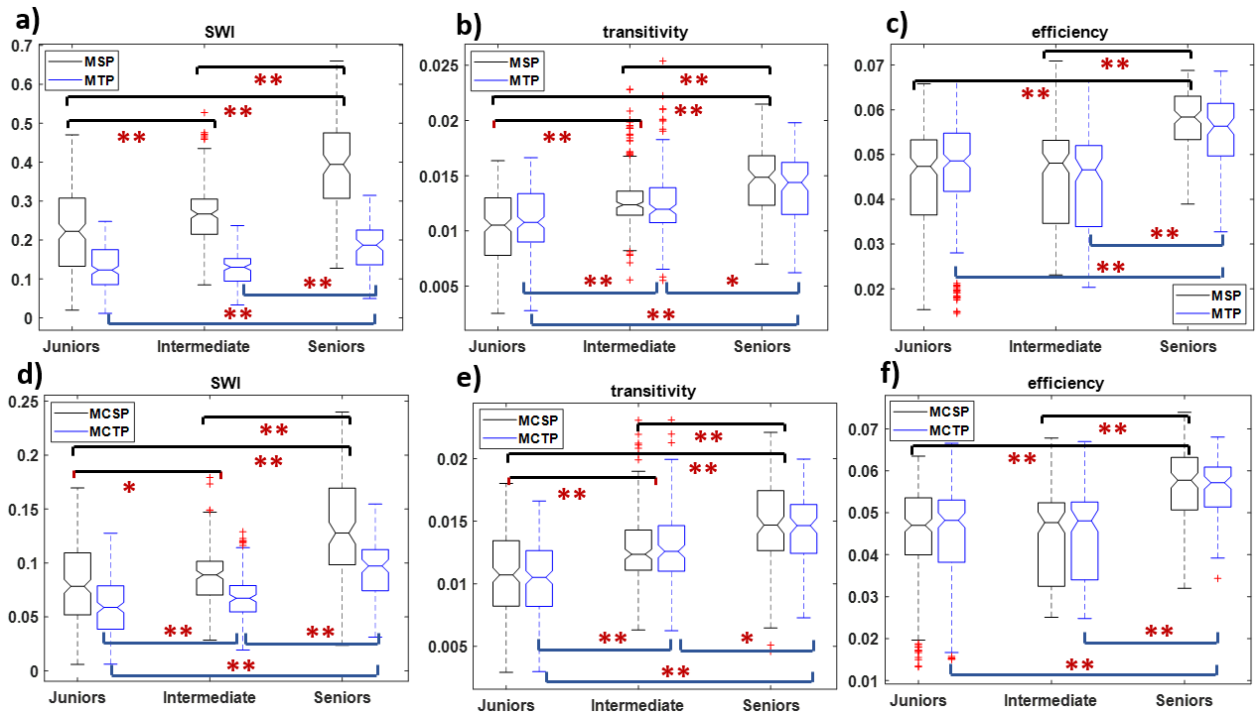 a)
SWI
0.7
0.6
0.5
0.4
0.3
0.2
0.1
0
MSP
MTP
**
**
**
**
**
Juniors Intermediate Seniors
b)
transitivity
0.025
0.02
0.015
0.01
0.005
MSP
MTP
**
**
**
**
*
**
Juniors Intermediate Seniors
c)
efficiency
0.07
0.06
0.05
0.04
0.03
0.02
**
**
**
**
MSP
MTP
Juniors Intermediate Seniors
d)
SWI
0.25
0.2
0.15
0.1
0.05
0
MCSP
MCTP
**
**
*
**
**
**
Juniors Intermediate Seniors
e)
transitivity
0.02
0.015
0.01
0.005
MCSP
MCTP
**
**
**
**
*
**
Juniors Intermediate Seniors
f)
efficiency
0.07
0.06
0.05
0.04
0.03
0.02
0.01
MCSP
MCTP
**
**
**
**
Juniors Intermediate Seniors